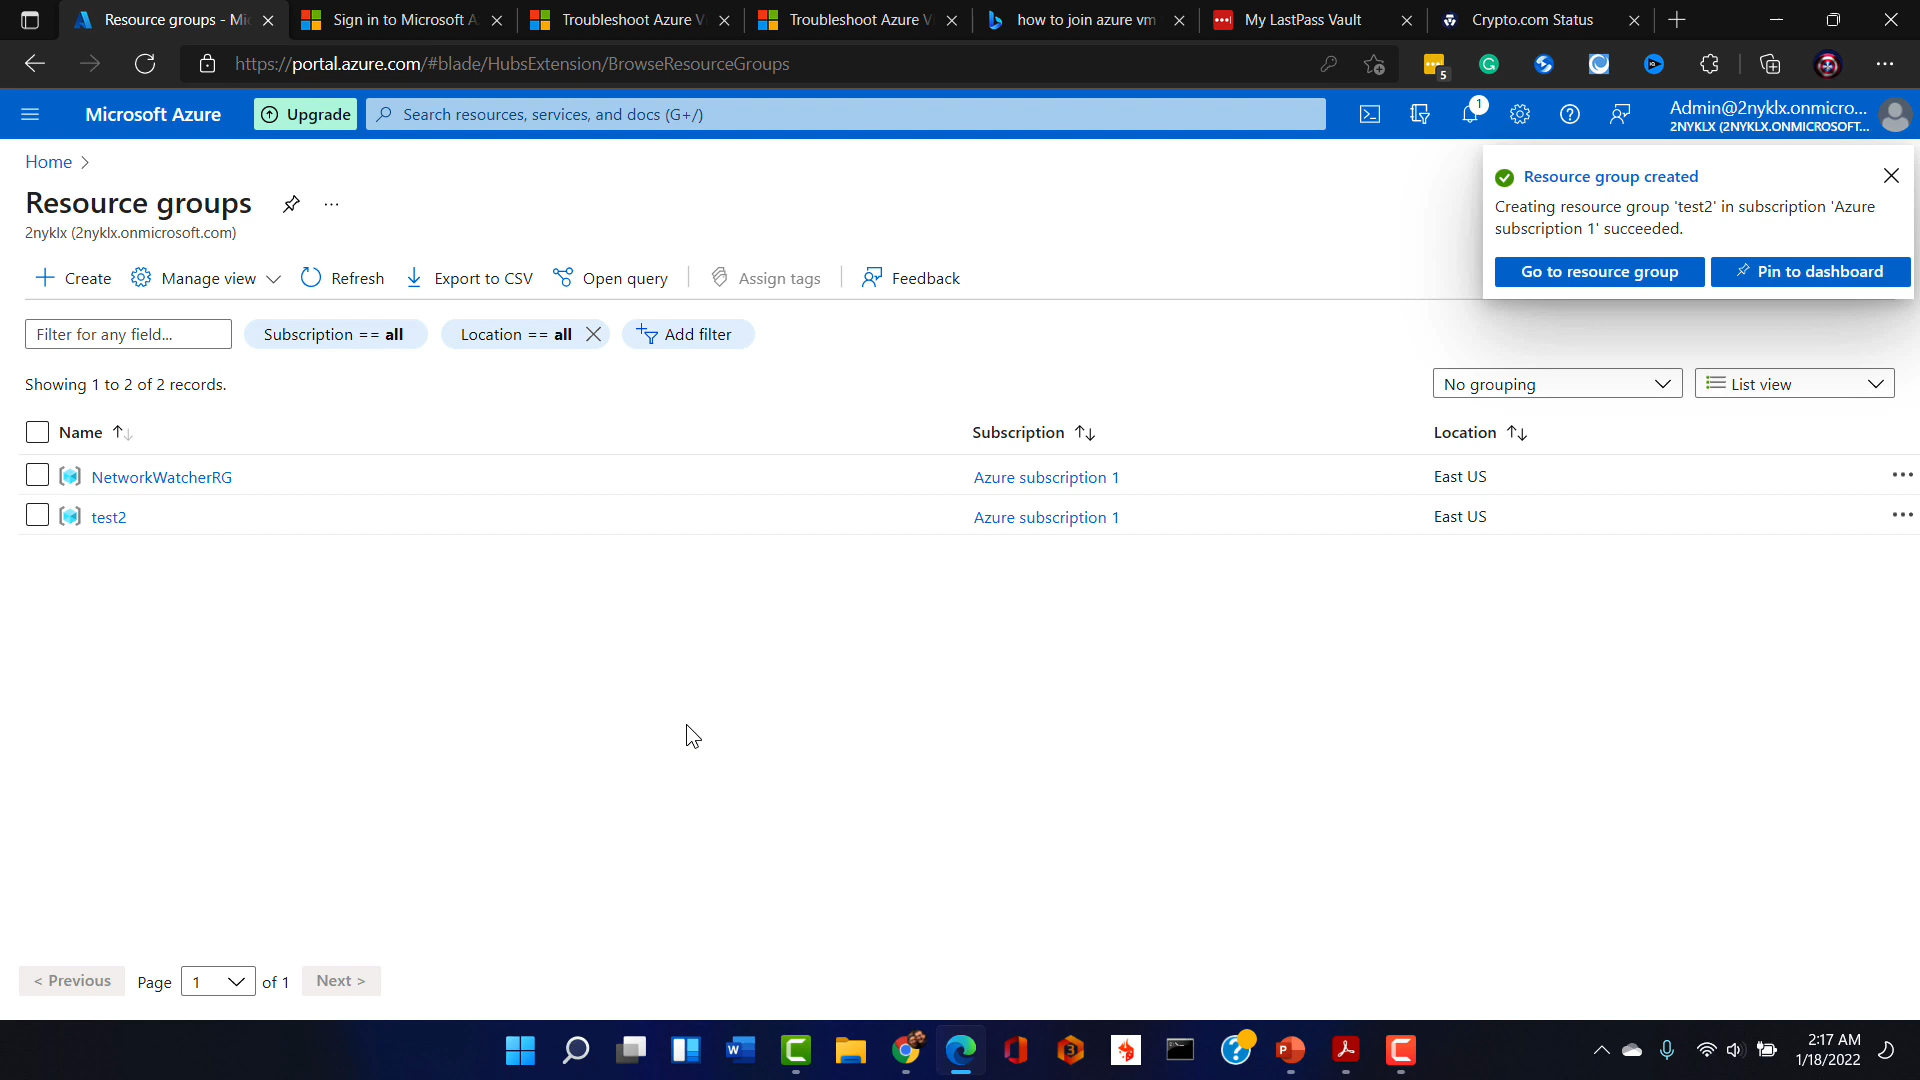 Resource groups - Mi
Sign in to Microsoft A
Troubleshoot Azure V
Troubleshoot Azure V
how to join azure vm
My LastPass Vault
Crypto.com Status
https://portal.azure.com/#blade/HubsExtension/BrowseResourceGroups
5
Microsoft Azure
Upgrade
Search resources, services, and docs (G+/)
1
Admin@2nyklx.onmicro...
2NYKLX (2NYKLX.ONMICROSOFT....
Home >
Resource groups
2nyklx (2nyklx.onmicrosoft.com)
Resource group created
Creating resource group 'test2' in subscription 'Azure
subscription 1' succeeded.
Go to resource group
Pin to dashboard
Create
Manage view
Refresh
Export to CSV
Open query
Assign tags
Feedback
Filter for any field...
Subscription == all
Location == all
Add filter
Showing 1 to 2 of 2 records.
No grouping
List view
Name
Subscription
Location
NetworkWatcherRG
Azure subscription 1
East US
test2
Azure subscription 1
East US
< Previous
Page
1
of 1
Next >
2:17 AM
1/18/2022